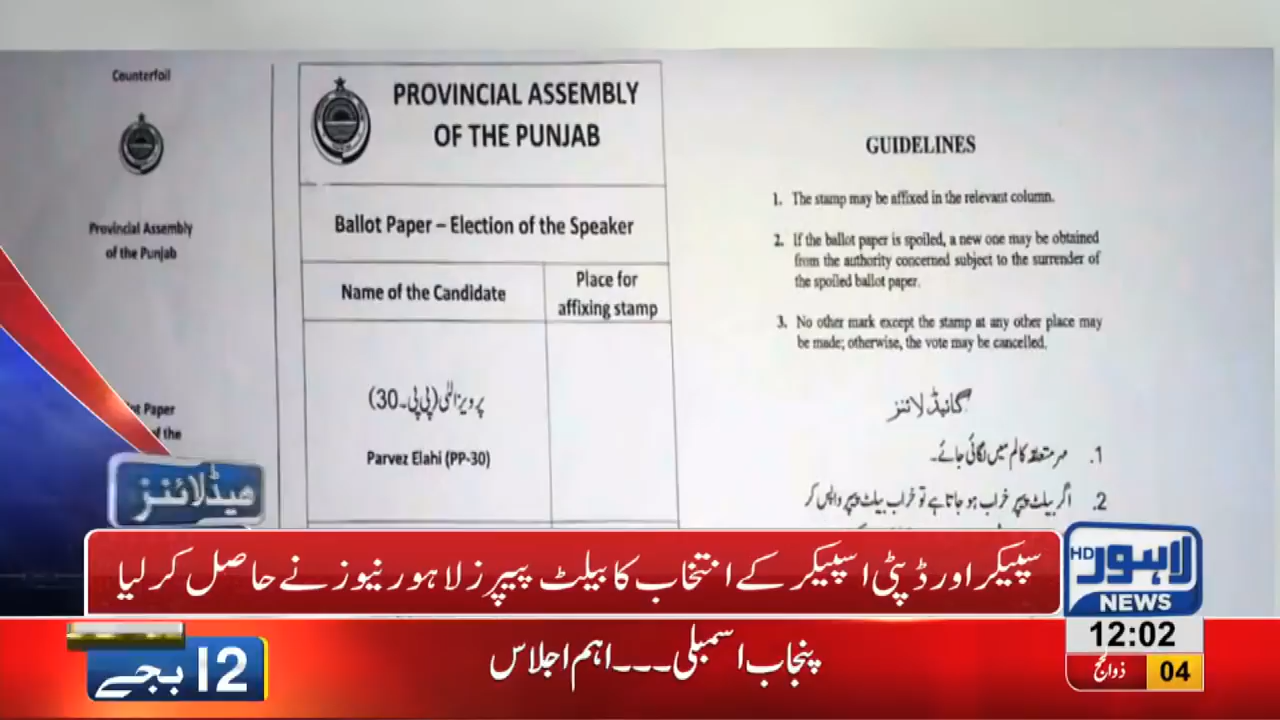 Counterfoil
Provincial Assembly
of the Punjab
Paper
of the
PROVINCIAL ASSEMBLY
OF THE PUNJAB
Ballot Paper – Election of the Speaker
Name of the Candidate
Place for
affixing stamp
پرویز الٰہی (پی پی۔30)
Parvez Elahi (PP-30)
GUIDELINES
1. The stamp may be affixed in the relevant column.
2. If the ballot paper is spoiled, a new one may be obtained
from the authority concerned subject to the surrender of
the spoiled ballot paper.
3. No other mark except the stamp at any other place may
be made; otherwise, the vote may be cancelled.
گائیڈ لائنز
1. مہر متعلقہ کالم میں لگائی جائے۔
2. اگر بیلٹ پیپر خراب ہو جاتا ہے تو خراب بیلٹ پیپر واپس کر
ہیڈلائنز
سپیکر اور ڈپٹی اسپیکر کے انتخاب کا بیلٹ پیپرز لاہور نیوز نے حاصل کر لیا
لاہور HD
NEWS
12:02
ذوالحج 04
پنجاب اسمبلی ۔۔۔ اہم اجلاس
12 بجے